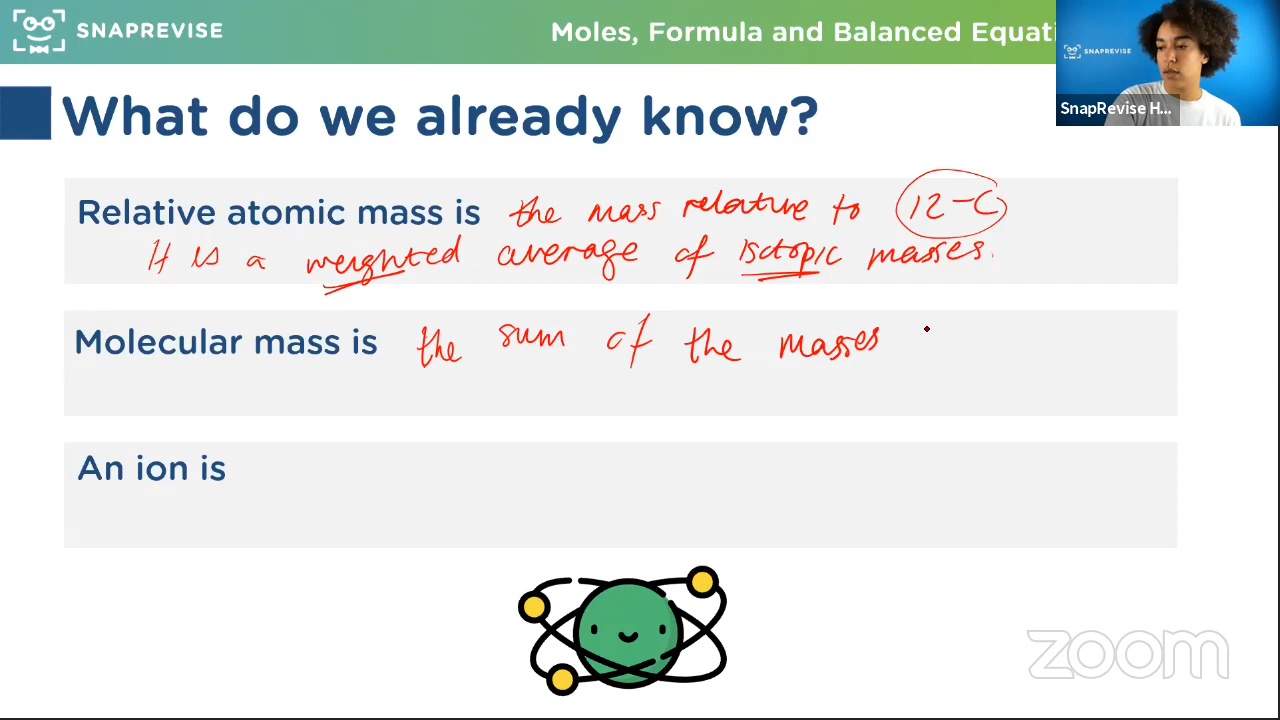 SNAPREVISE
Moles, Formula and Balanced Equati
SNAPREVISE
SnapRevise H...
What do we already know?
Relative atomic mass is the mass relative to 12-C
It is a weighted average of isotopic masses.
Molecular mass is the sum of the masses
An ion is
zoom